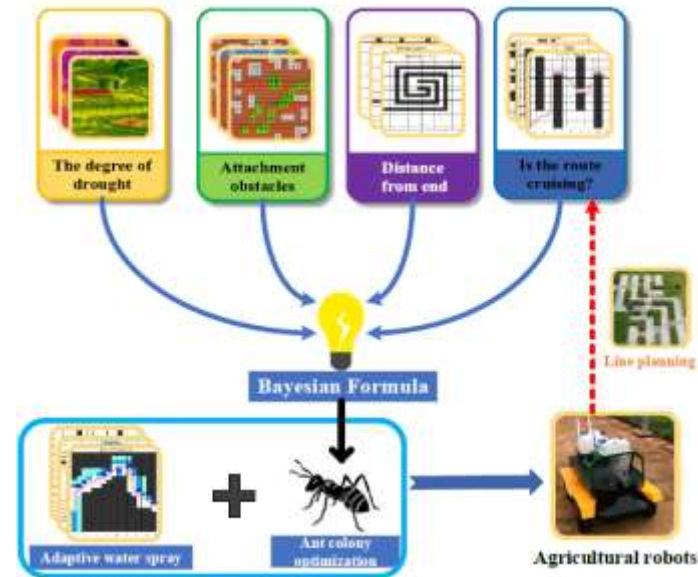 The degree of
drought
Attachment
obstacles
Distance
from end
Is the route
cruising?
Line planning
Bayesian Formula
Adaptive water spray
Ant colony
optimization
Agricultural robots